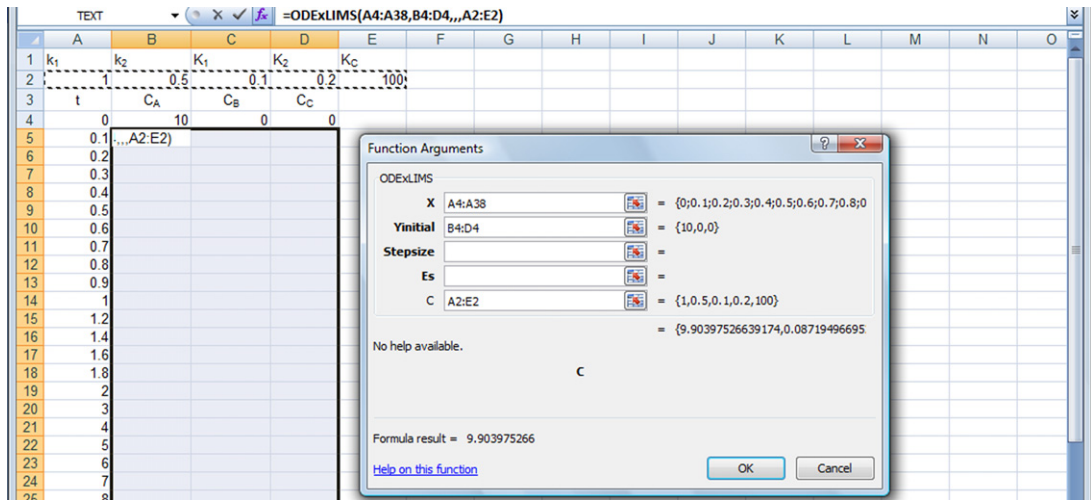 TEXT fx =ODExLIMS(A4:A38,B4:D4,,,A2:E2)
A B C D E F G H I J K L M N O
1 k1 k2 K1 K2 KC
2 1 0.5 0.1 0.2 100
3 t CA CB CC
4 0 10 0 0
5 0.1 ,,,A2:E2)
6 0.2
7 0.3
8 0.4
9 0.5
10 0.6
11 0.7
12 0.8
13 0.9
14 1
15 1.2
16 1.4
17 1.6
18 1.8
19 2
20 3
21 4
22 5
23 6
24 7
25 8
Function Arguments
ODExLIMS
X A4:A38 = {0;0.1;0.2;0.3;0.4;0.5;0.6;0.7;0.8;0
Yinitial B4:D4 = {10,0,0}
Stepsize =
Es =
C A2:E2 = {1,0.5,0.1,0.2,100}
= {9.90397526639174,0.08719496695
No help available.
C
Formula result = 9.903975266
Help on this function
OK Cancel